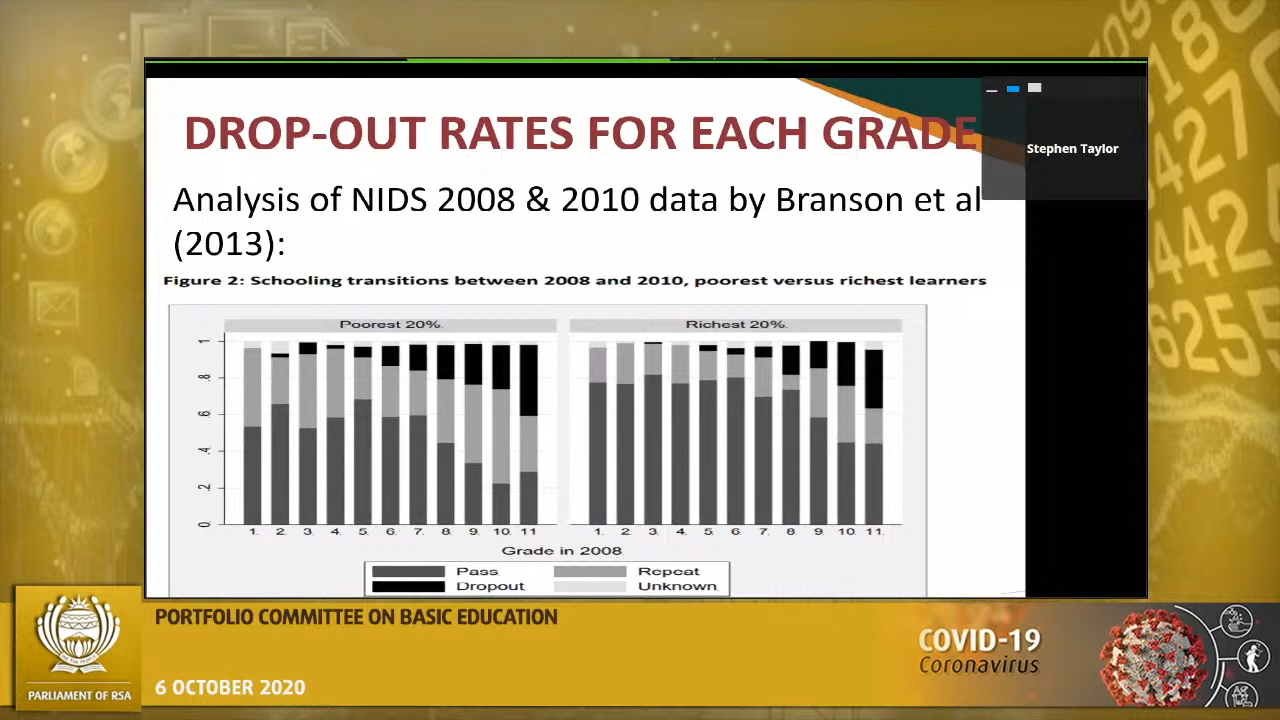 DROP-OUT RATES FOR EACH GRADE
Stephen Taylor
Analysis of NIDS 2008 & 2010 data by Branson et al
(2013):
Figure 2: Schooling transitions between 2008 and 2010, poorest versus richest learners
Poorest 20%. Richest 20%.
1.
.8
.6
.4
.2
0.
1. 2. 3. 4. 5. 6. 7. 8. 9. 10. 11 1. 2. 3. 4. 5. 6. 7. 8. 9. 10. 11.
Grade in 2008
Pass Repeat
Dropout Unknown.
PORTFOLIO COMMITTEE ON BASIC EDUCATION
6 OCTOBER 2020
PARLIAMENT OF RSA
COVID-19
Coronavirus